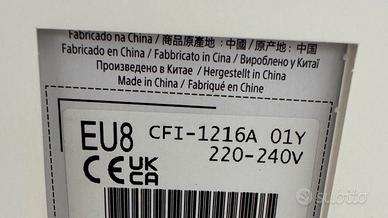 Fabricado na China / 商品原產地：中國 / 原产地：中国
Fabricado en China / Fabbricato in Cina / Вироблено у Китаї
Произведено в Китае / Hergestellt in China
Made in China / Fabriqué en Chine
EU8 CFI-1216A 01Y
CE UK CA 220-240V
subito